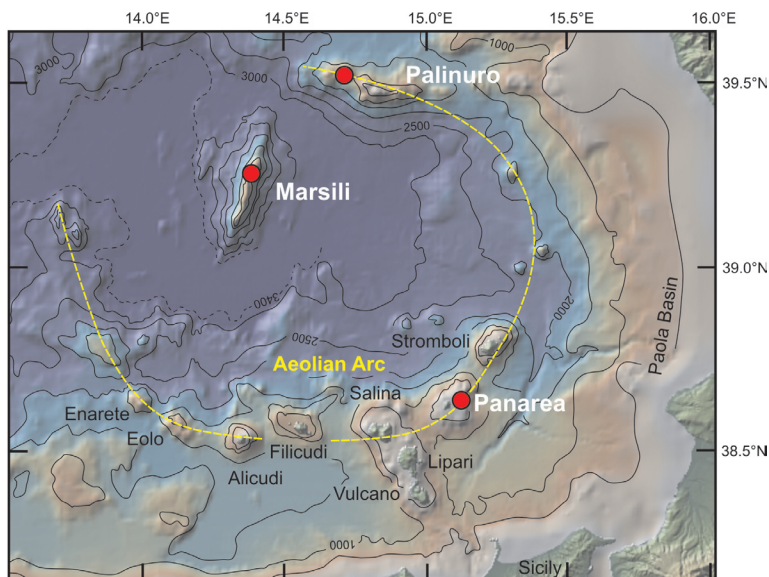 14.0°E
14.5°E
15.0°E
15.5°E
16.0°E
3000
3000
1000
Palinuro
39.5°N
2500
Marsili
39.0°N
3400
2000
Paola Basin
2500
Stromboli
Aeolian Arc
Salina
Panarea
Enarete
Eolo
Filicudi
38.5°N
Lipari
Alicudi
Vulcano
1000
Sicily